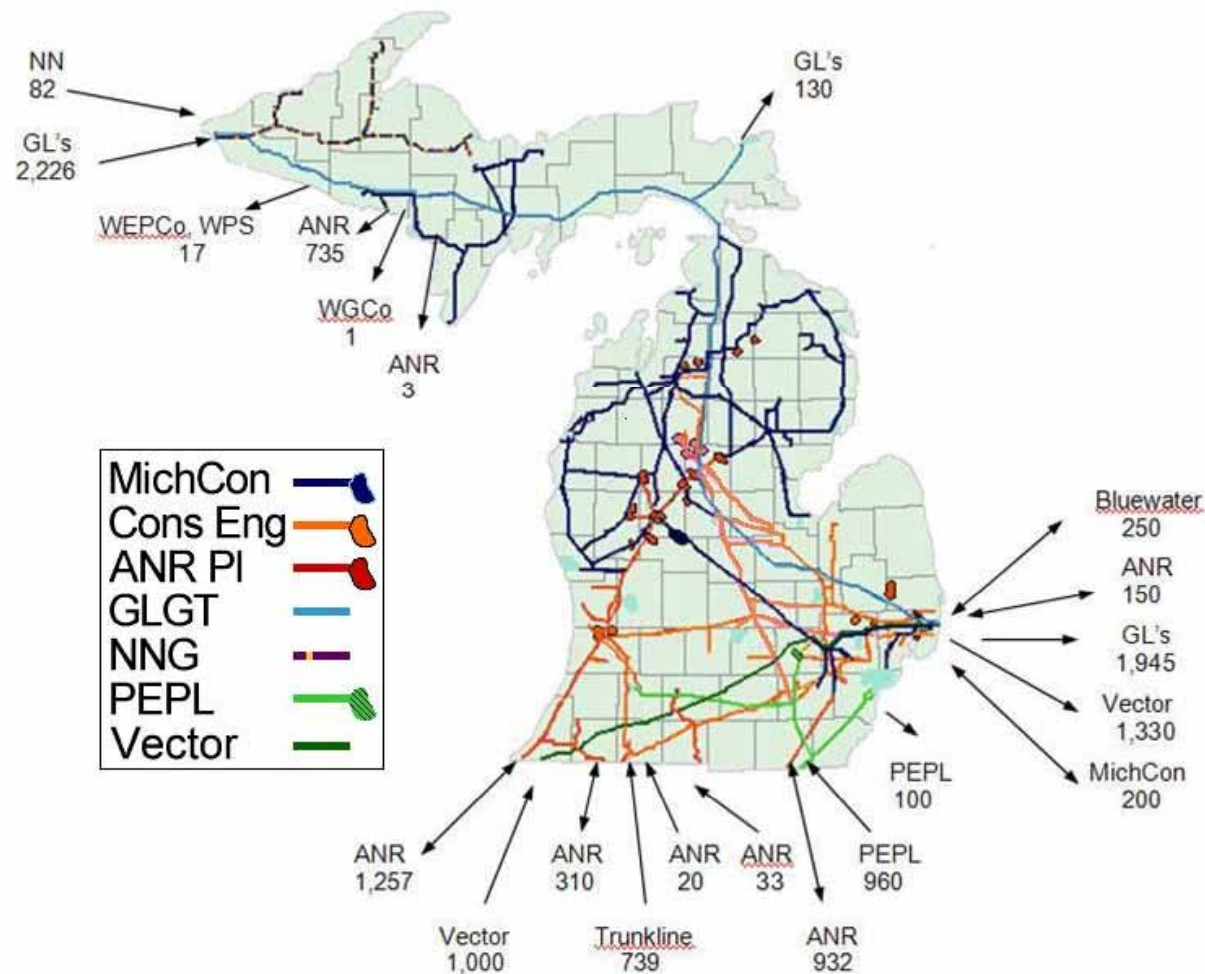 NN
82
GL's
2,226
GL's
130
WEPCo, WPS
17
ANR
735
WGCo
1
ANR
3
MichCon
Cons Eng
ANR Pl
GLGT
NNG
PEPL
Vector
Bluewater
250
ANR
150
GL's
1,945
Vector
1,330
MichCon
200
PEPL
100
ANR
1,257
ANR
310
ANR
20
ANR
33
PEPL
960
Vector
1,000
Trunkline
739
ANR
932